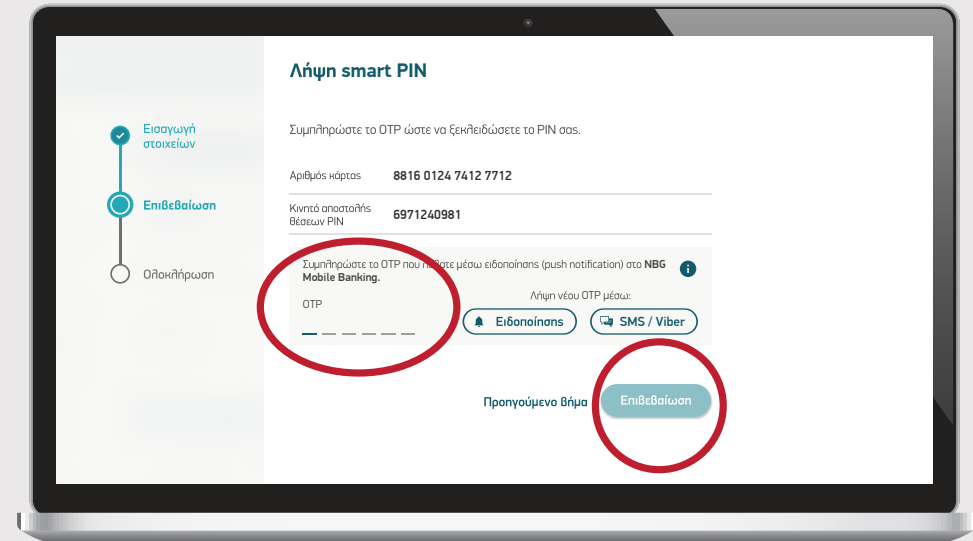 Λήψη smart PIN
Εισαγωγή
στοιχείων
Επιβεβαίωση
Ολοκλήρωση
Συμπληρώστε το OTP ώστε να ξεκλειδώσετε το PIN σας.
Αριθμός κάρτας 8816 0124 7412 7712
Κινητό αποστολής
θέσεων PIN 6971240981
Συμπληρώστε το OTP που μέσω ειδοποίησης (push notification) στο NBG
Mobile Banking.
OTP
Λήψη νέου OTP μέσω:
Ειδοποίησης SMS / Viber
Προηγούμενο βήμα Επιβεβαίωση